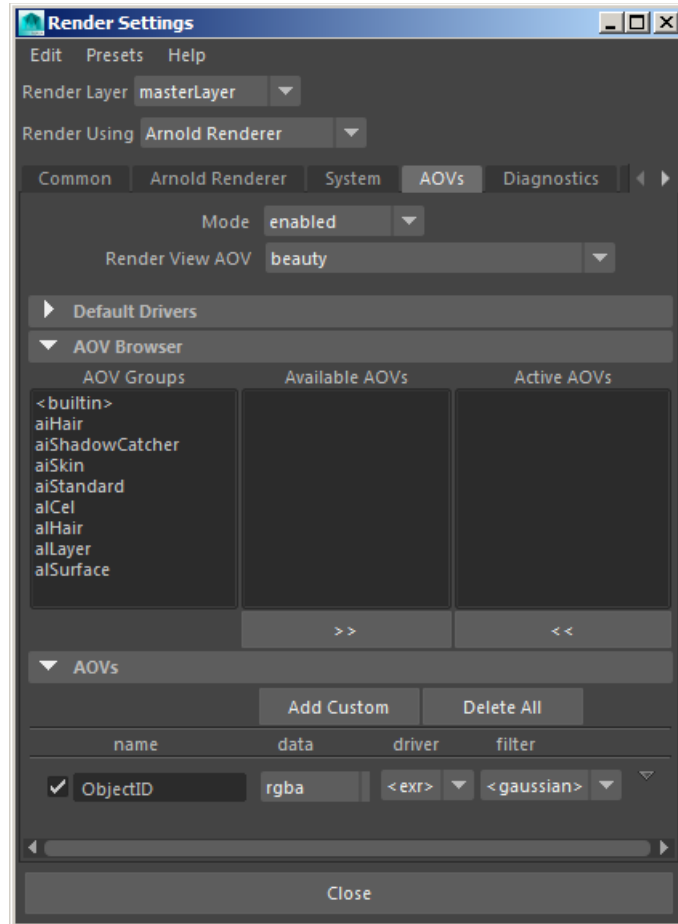 Render Settings
Edit Presets Help
Render Layer masterLayer
Render Using Arnold Renderer
Common Arnold Renderer System AOVs Diagnostics
Mode enabled
Render View AOV beauty
Default Drivers
AOV Browser
AOV Groups Available AOVs Active AOVs
<builtin>
aiHair
aiShadowCatcher
aiSkin
aiStandard
alCel
alHair
alLayer
alSurface
>> <<
AOVs
Add Custom Delete All
name data driver filter
ObjectID rgba <exr> <gaussian>
Close